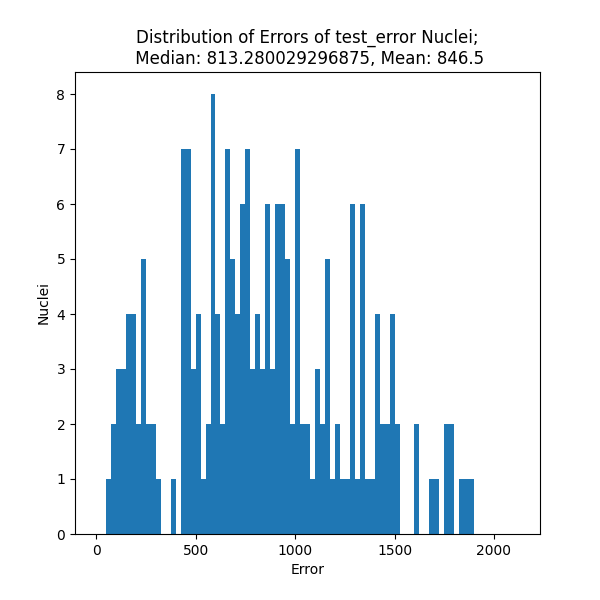 Distribution of Errors of test_error Nuclei;
Median: 813.280029296875, Mean: 846.5
8
7
6
5
4
3
2
1
0
Nuclei
0 500 1000 1500 2000
Error